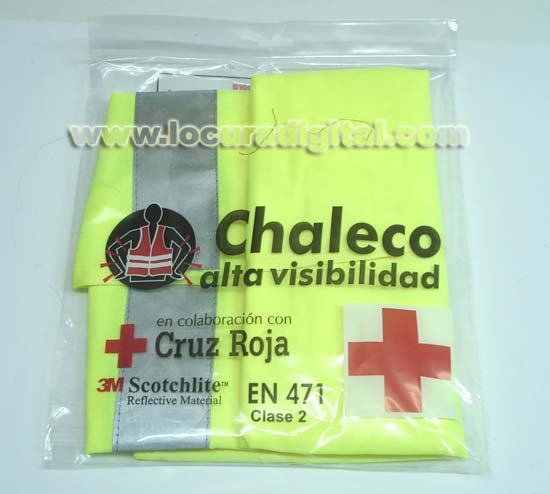 www.locuradigital.com
Chaleco
alta visibilidad
en colaboración con
Cruz Roja
3M Scotchlite™
Reflective Material
EN 471
Clase 2